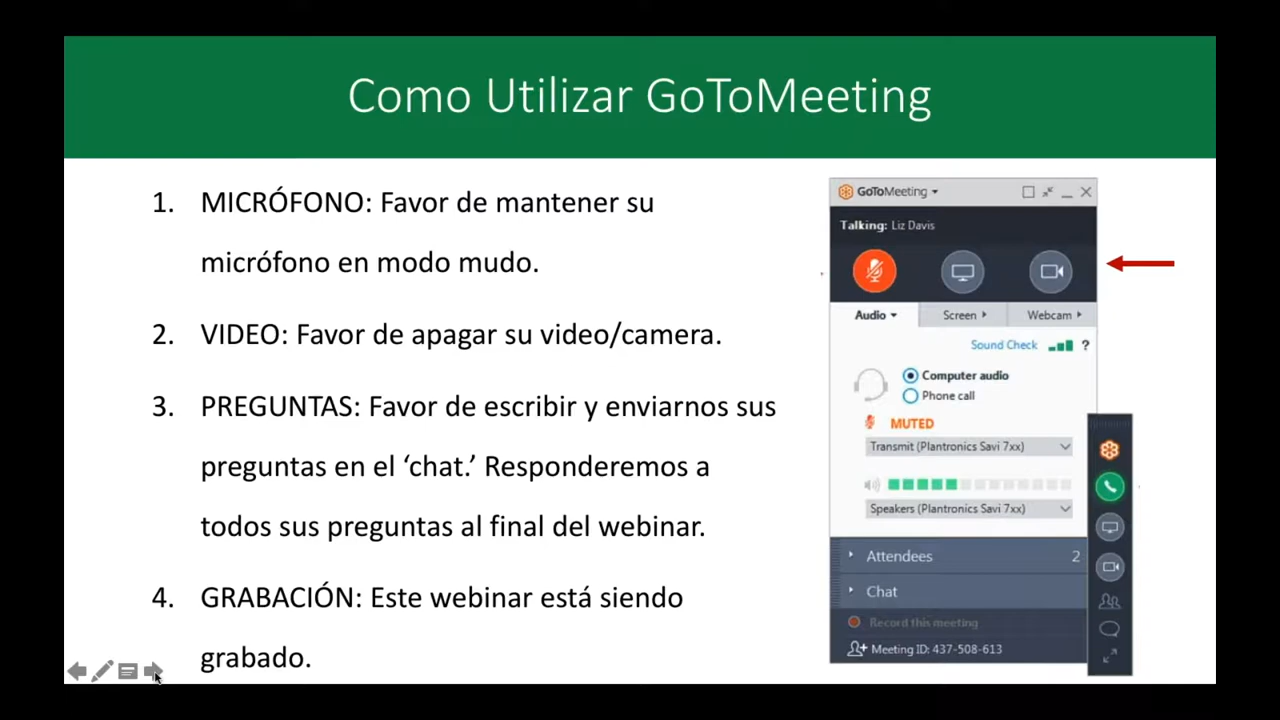 Como Utilizar GoToMeeting
1. MICRÓFONO: Favor de mantener su
micrófono en modo mudo.
2. VIDEO: Favor de apagar su video/camera.
3. PREGUNTAS: Favor de escribir y enviarnos sus
preguntas en el ‘chat.’ Responderemos a
todos sus preguntas al final del webinar.
4. GRABACIÓN: Este webinar está siendo
grabado.
GoToMeeting
Talking: Liz Davis
Audio Screen Webcam
Sound Check ?
Computer audio
Phone call
MUTED
Transmit (Plantronics Savi 7xx)
Speakers (Plantronics Savi 7xx)
Attendees 2
Chat
Record this meeting
Meeting ID: 437-508-613